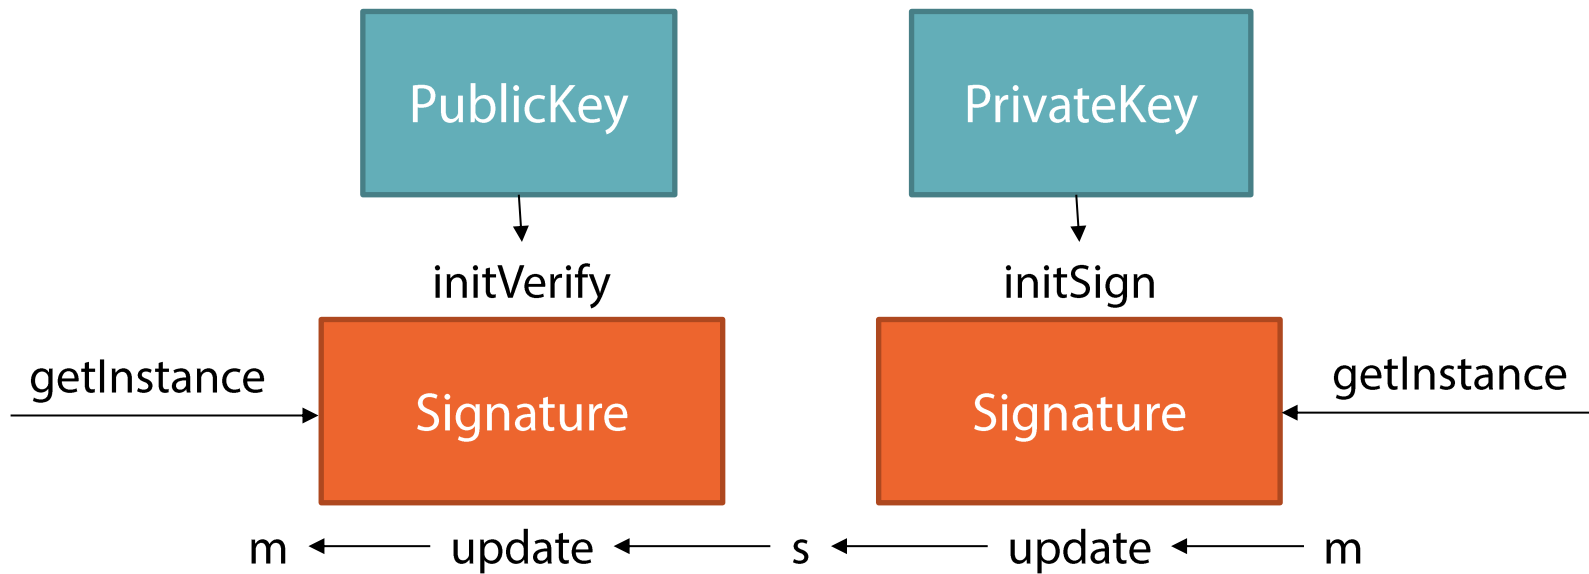 PublicKey
PrivateKey
initVerify
initSign
getInstance
Signature
Signature
getInstance
m
update
s
update
m